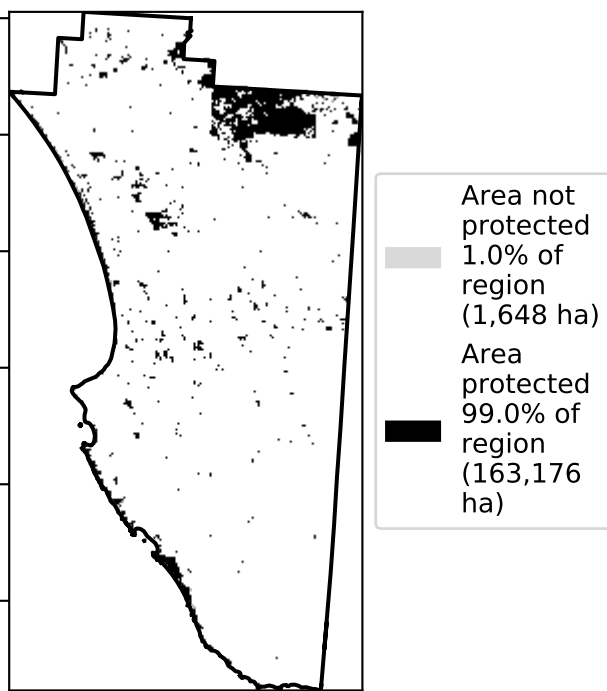 Area not
protected
1.0% of
region
(1,648 ha)
Area
protected
99.0% of
region
(163,176
ha)